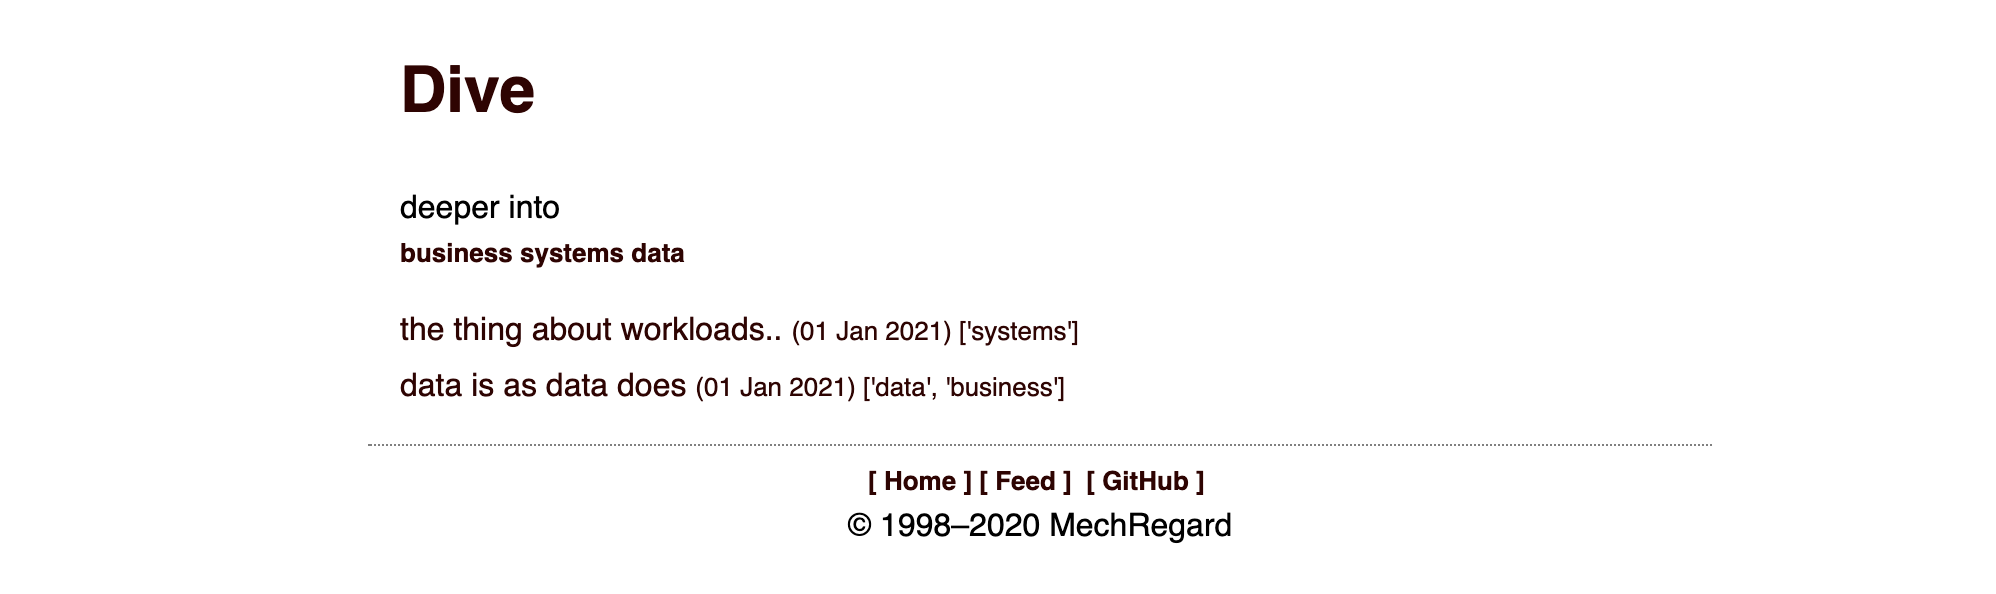 Dive
deeper into
business systems data
the thing about workloads.. (01 Jan 2021) ['systems']
data is as data does (01 Jan 2021) ['data', 'business']
[ Home ] [ Feed ]  [ GitHub ]
© 1998–2020 MechRegard